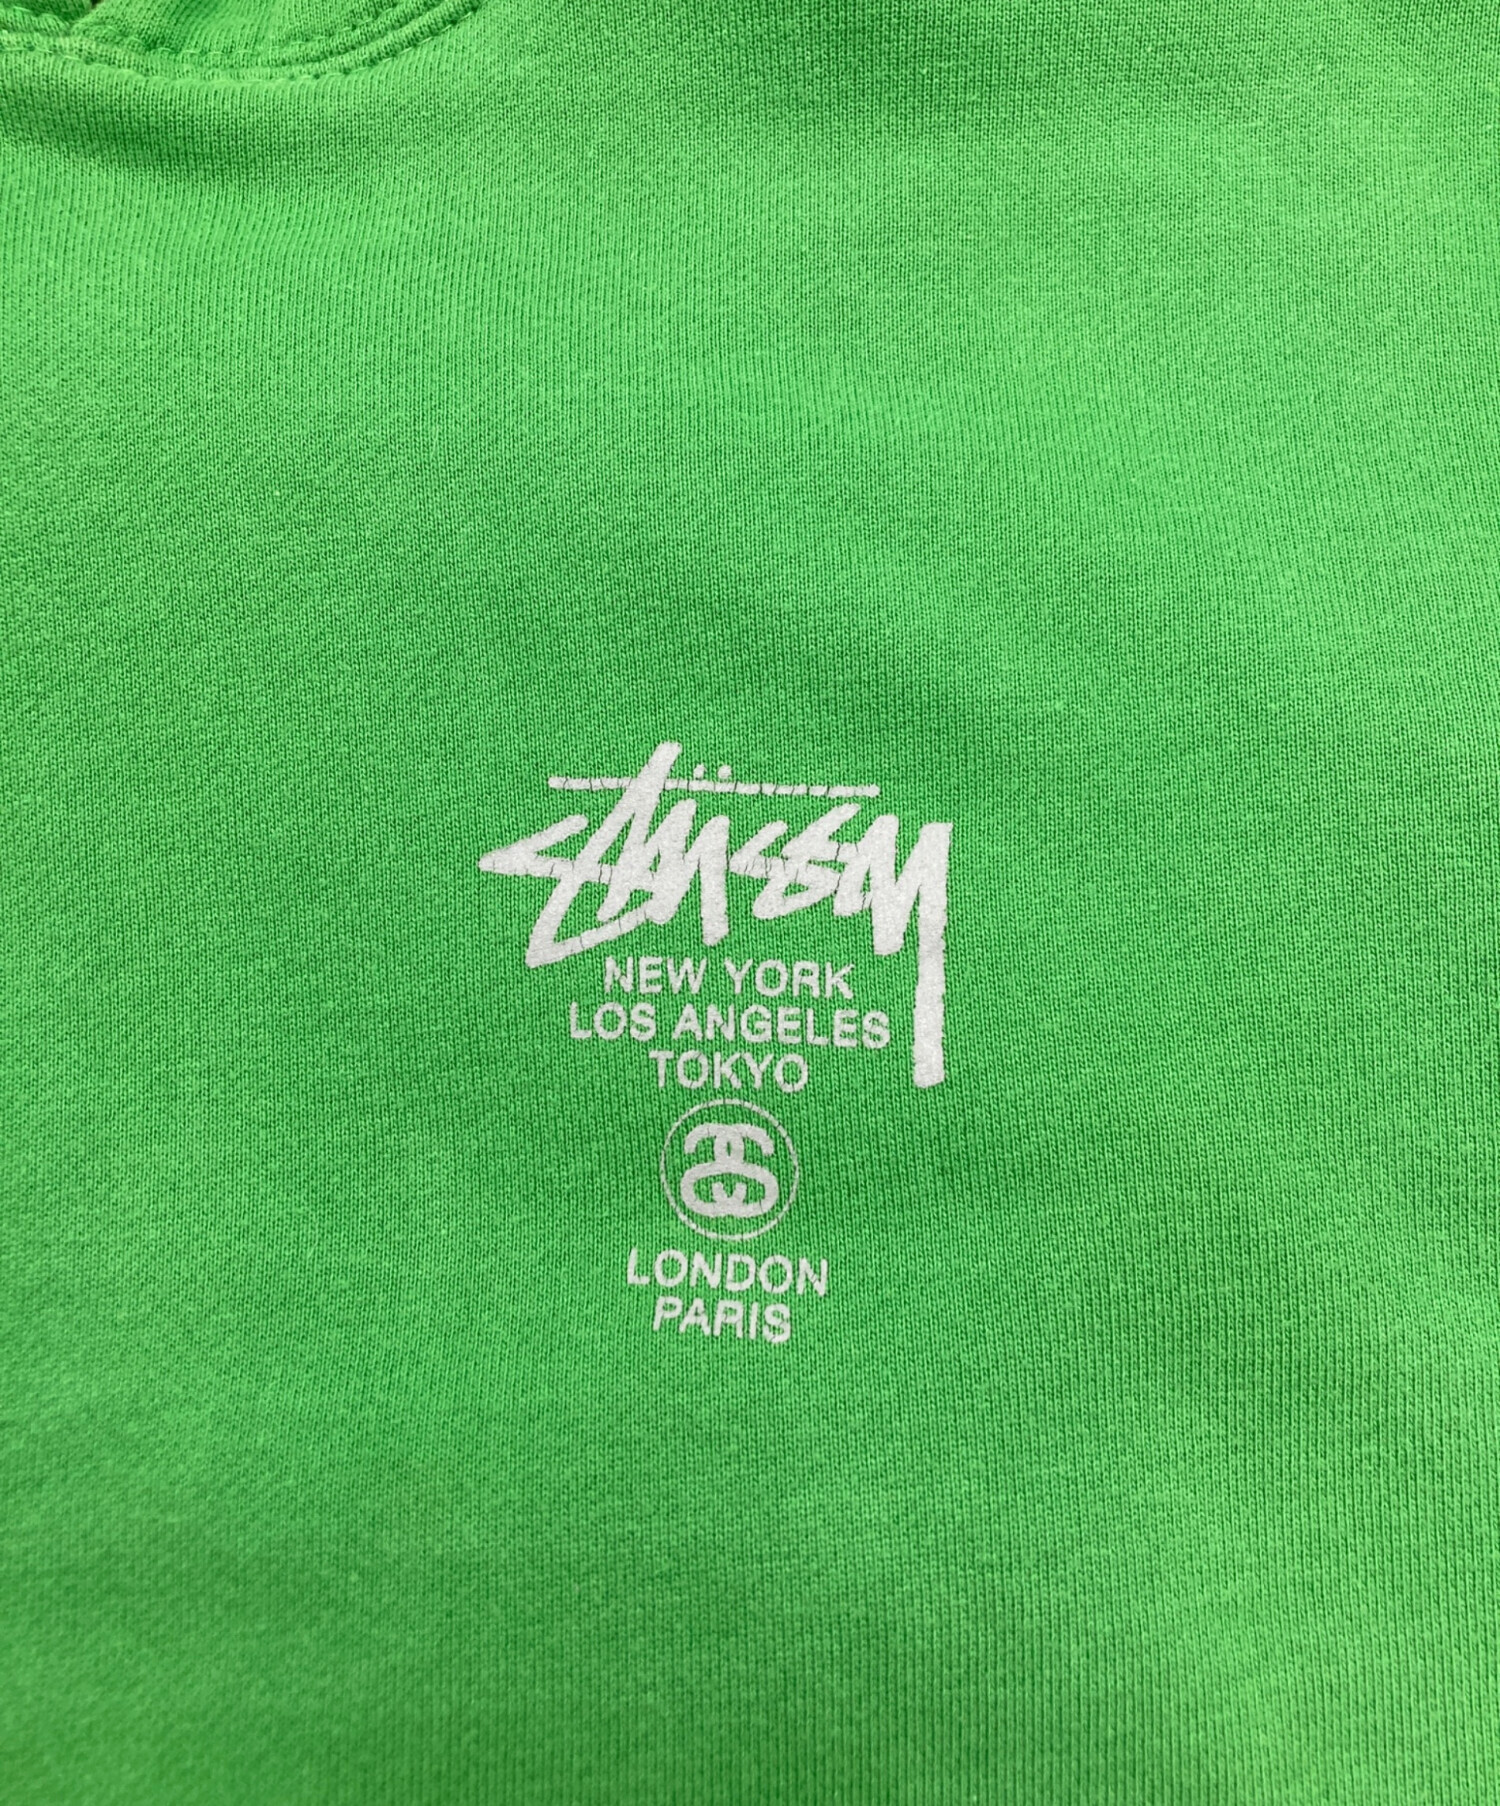 Stüssy
NEW YORK
LOS ANGELES
TOKYO
LONDON
PARIS